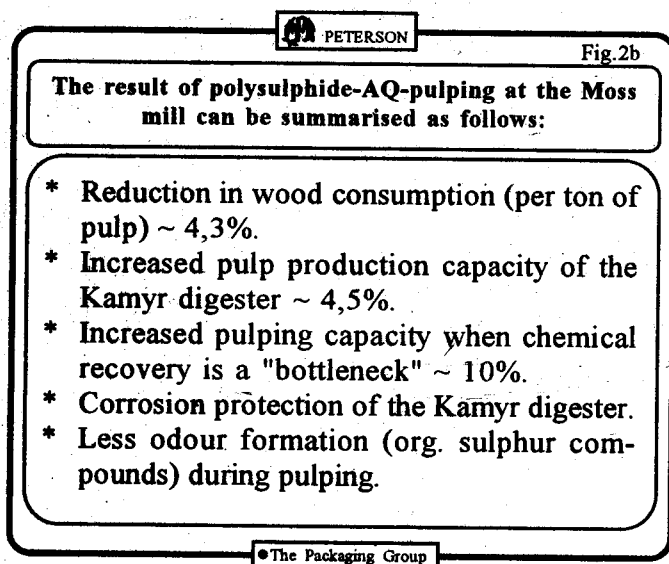 PETERSON
Fig.2b
The result of polysulphide-AQ-pulping at the Moss
mill can be summarised as follows:
* Reduction in wood consumption (per ton of
pulp) ~ 4,3%.
* Increased pulp production capacity of the
Kamyr digester ~ 4,5%.
* Increased pulping capacity when chemical
recovery is a "bottleneck" ~ 10%.
* Corrosion protection of the Kamyr digester.
* Less odour formation (org. sulphur com-
pounds) during pulping.
•The Packaging Group